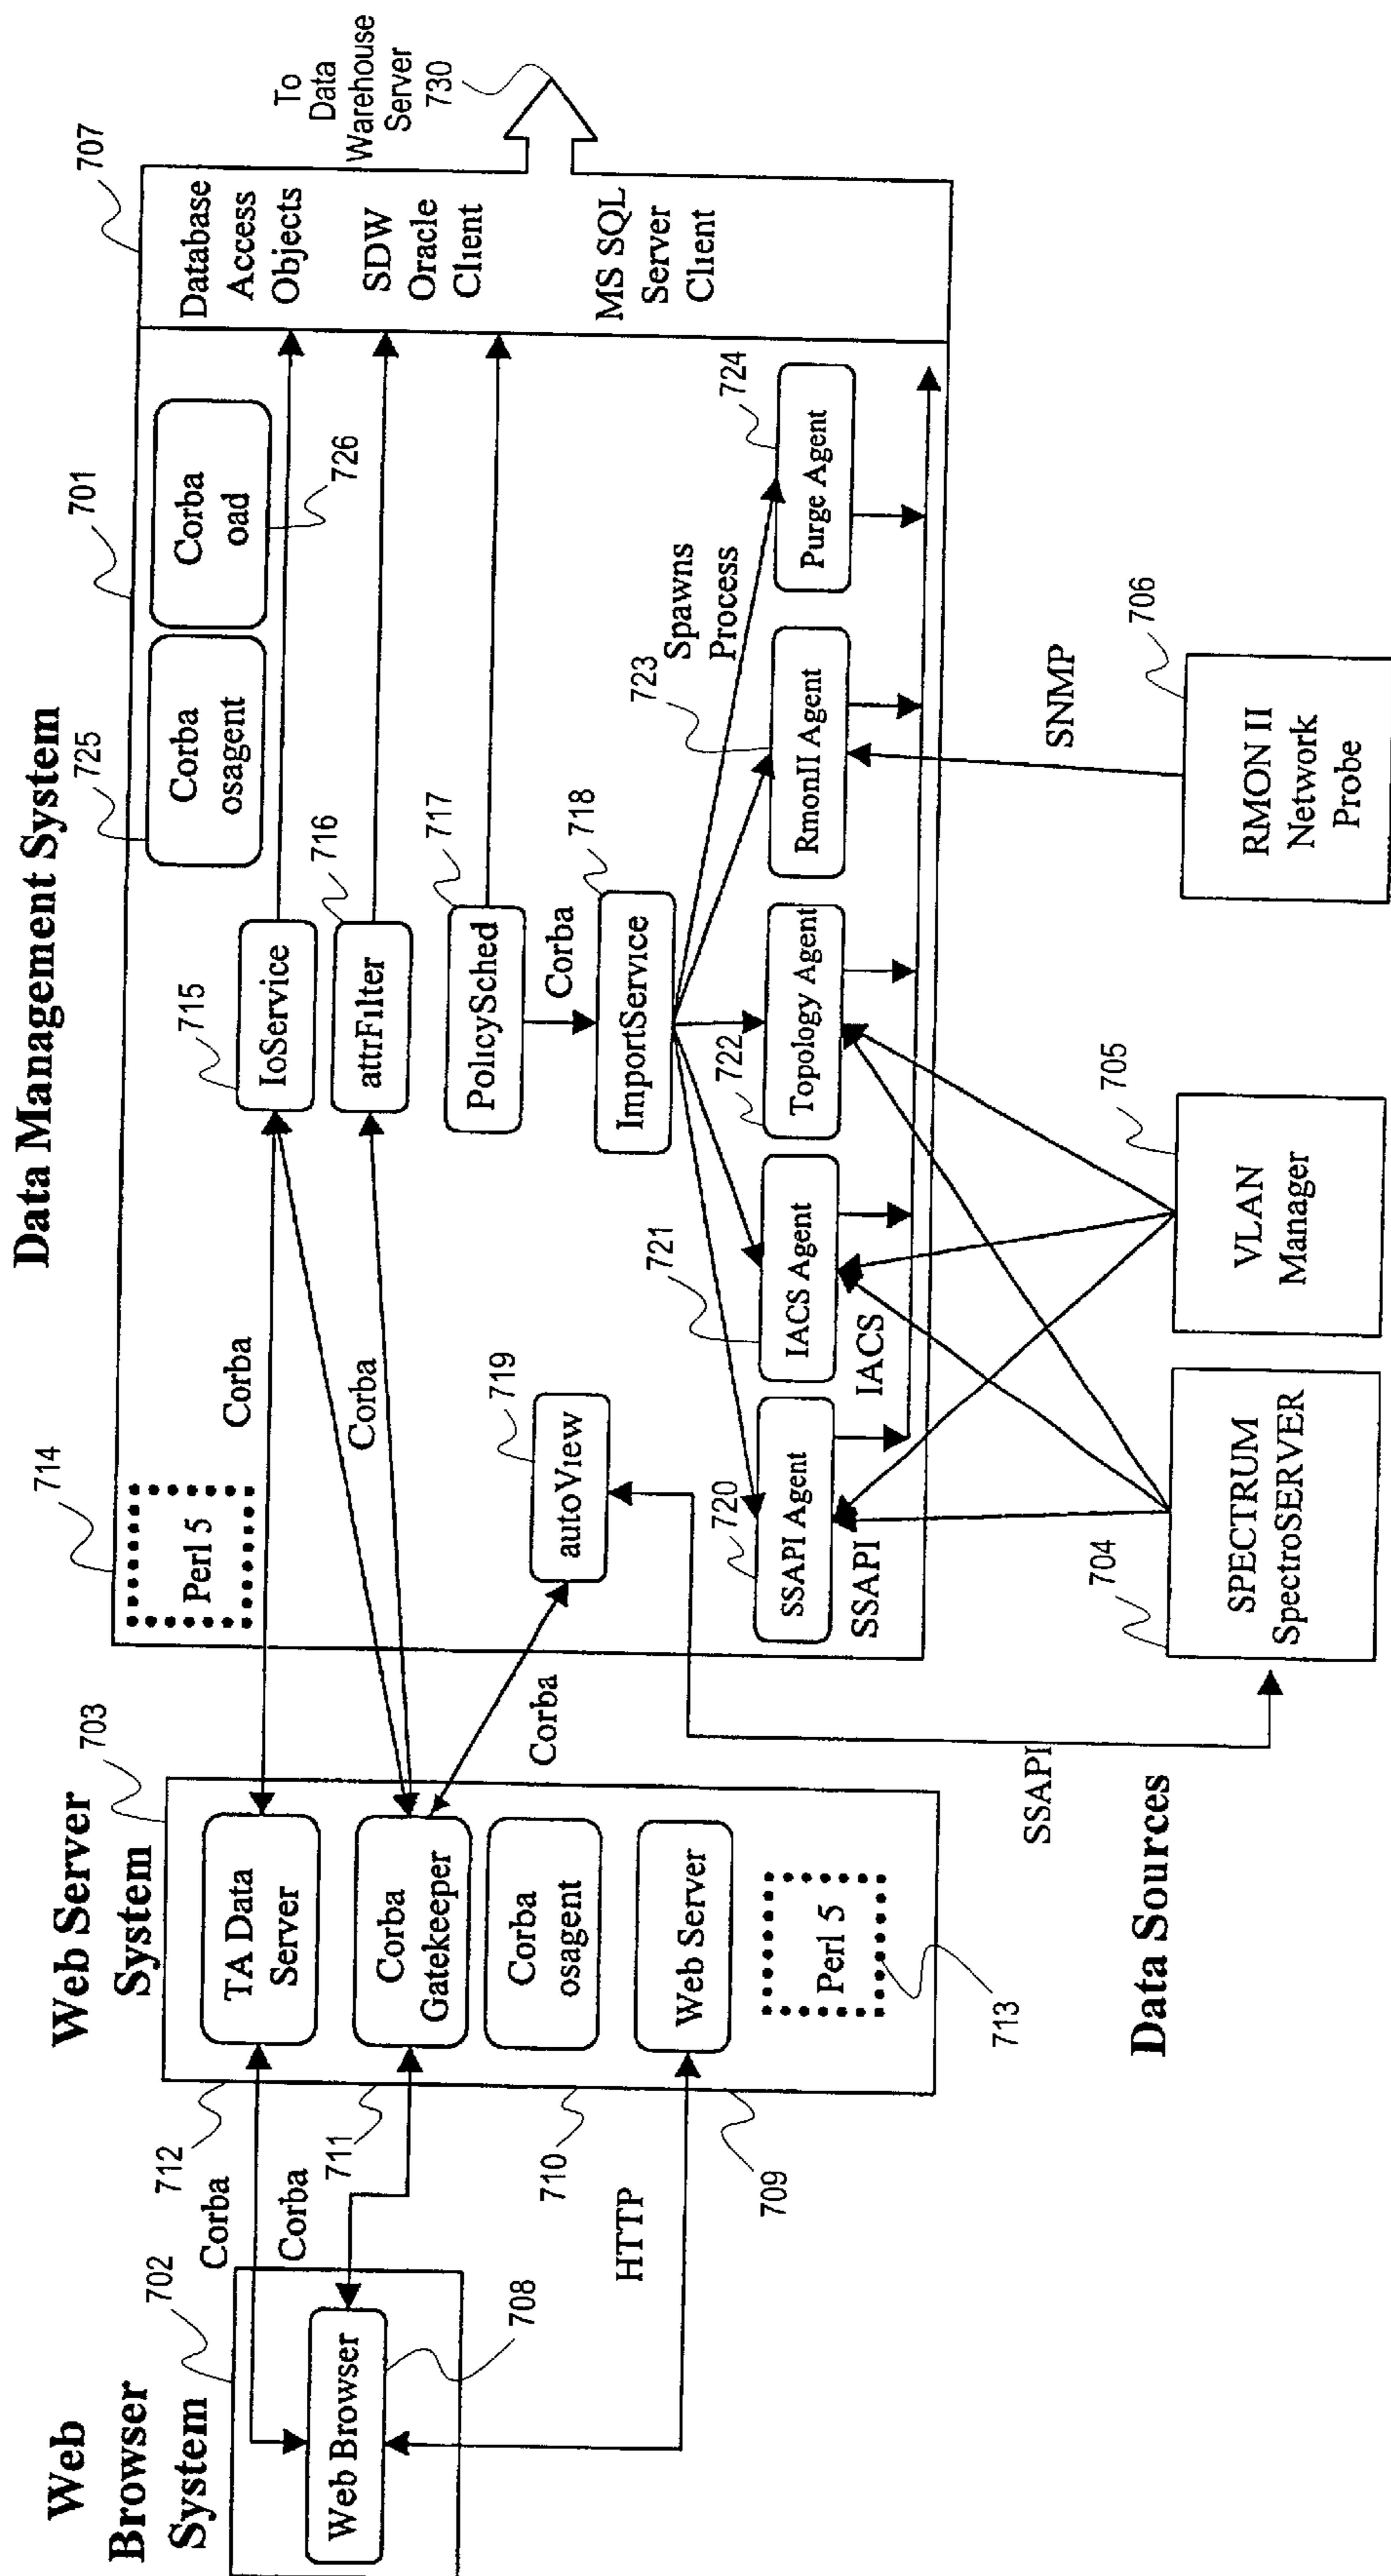 Data Management System
Web
Browser
System
702
Web Browser
708
Corba
Corba
HTTP
Web Server
System
703
712
TA Data
Server
711
Corba
Gatekeeper
710
Corba
osagent
709
Web Server
Perl 5
713
714
Perl 5
Corba
Corba
Corba
701
725
Corba
osagent
Corba
oad
726
715
IoService
716
attrFilter
717
PolicySched
Corba
718
ImportService
719
autoView
Spawns
Process
720
SSAPI Agent
SSAPI
721
IACS Agent
IACS
722
Topology Agent
723
RmonII Agent
724
Purge Agent
707
Database
Access
Objects
SDW
Oracle
Client
MS SQL
Server
Client
To
Data
Warehouse
Server
730
SSAPI
Data Sources
704
SPECTRUM
SpectroSERVER
705
VLAN
Manager
SNMP
706
RMON II
Network
Probe